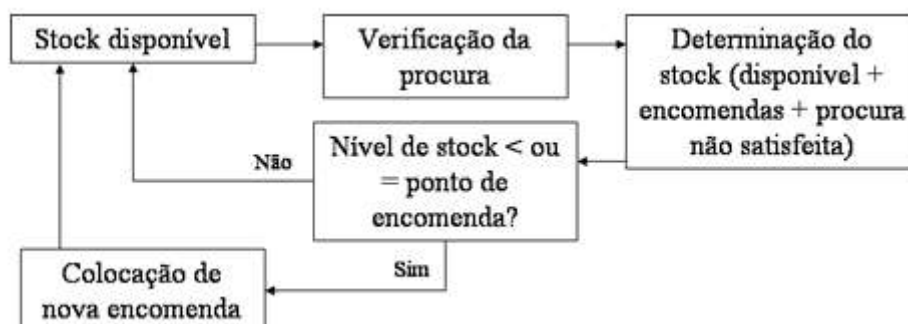 Stock disponível
Verificação da
procura
Determinação do
stock (disponível +
encomendas + procura
não satisfeita)
Nível de stock < ou
= ponto de
encomenda?
Não
Sim
Colocação de
nova encomenda